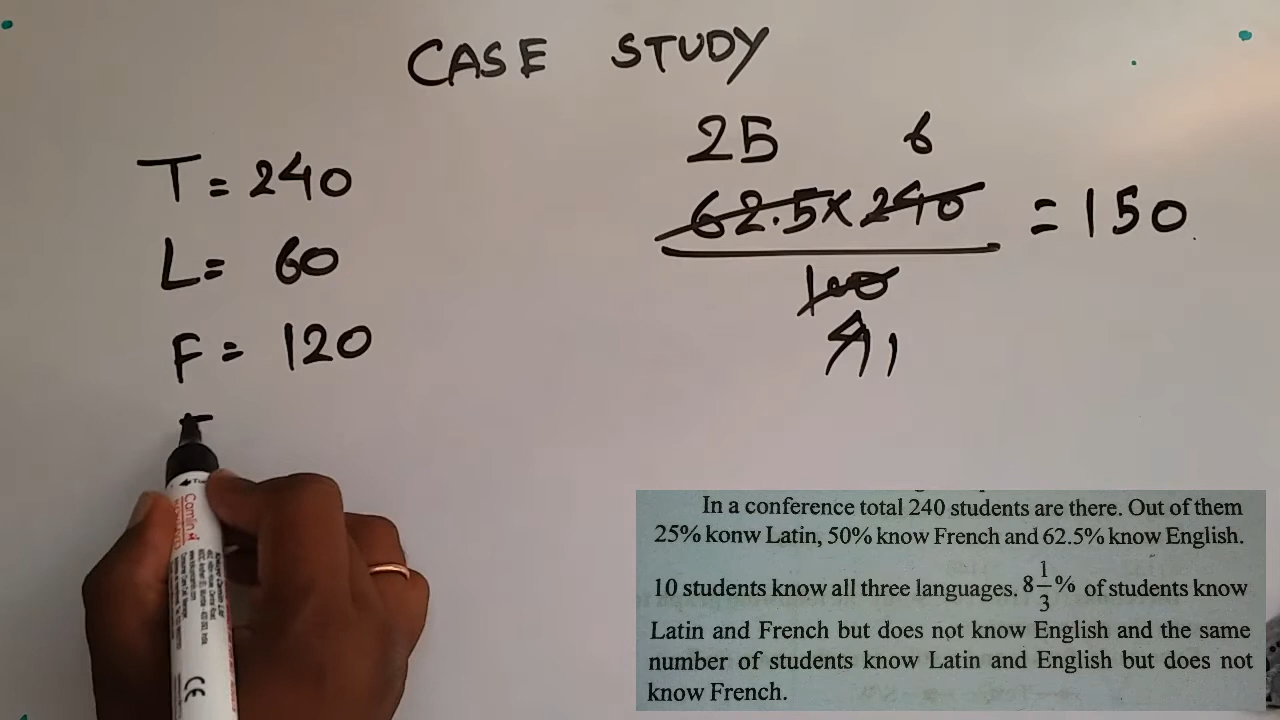 CASE STUDY
T = 240
L = 60
F = 120
25 6
62.5 × 240 = 150
100
4 1
Camlin
In a conference total 240 students are there. Out of them
25% konw Latin, 50% know French and 62.5% know English.
10 students know all three languages. 8 1/3 % of students know
Latin and French but does not know English and the same
number of students know Latin and English but does not
know French.